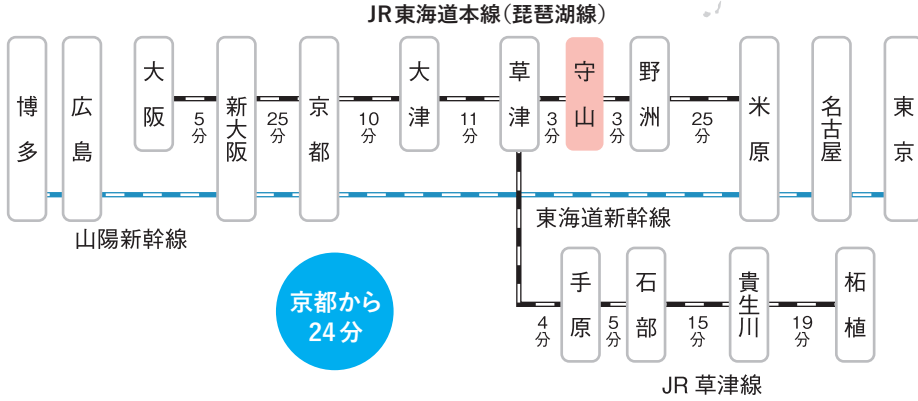 JR東海道本線(琵琶湖線)
博多
広島
大阪
5分
新大阪
25分
京都
10分
大津
11分
草津
3分
守山
3分
野洲
25分
米原
名古屋
東京
山陽新幹線
東海道新幹線
京都から
24分
4分
手原
5分
石部
15分
貴生川
19分
柘植
JR 草津線